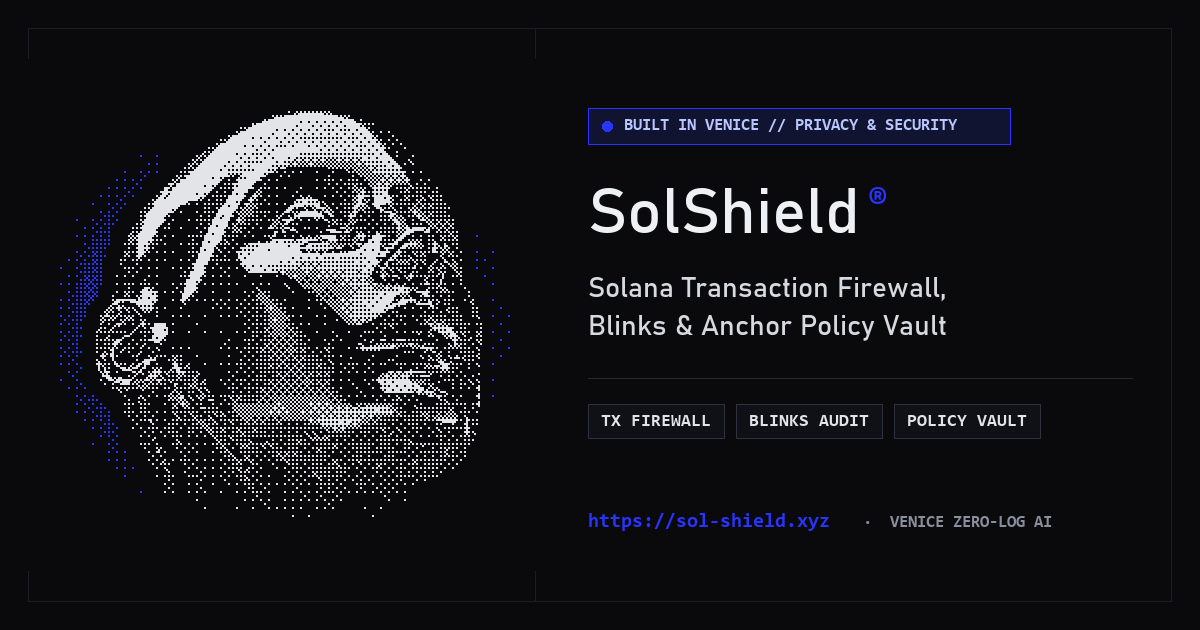 BUILT IN VENICE // PRIVACY & SECURITY
SolShield ®
Solana Transaction Firewall,
Blinks & Anchor Policy Vault
TX FIREWALL BLINKS AUDIT POLICY VAULT
https://sol-shield.xyz · VENICE ZERO-LOG AI